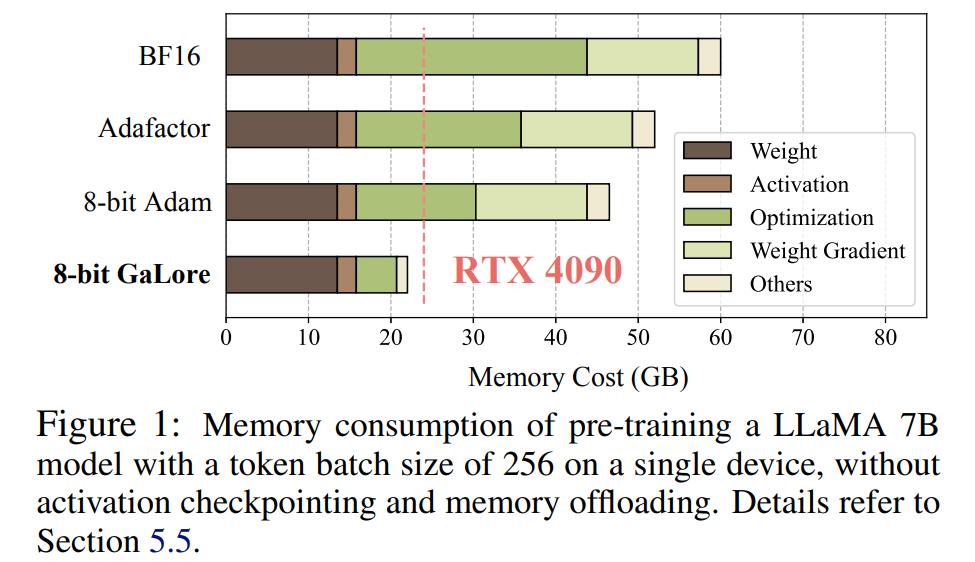 BF16
Adafactor
8-bit Adam
8-bit GaLore
RTX 4090
Weight
Activation
Optimization
Weight Gradient
Others
0 10 20 30 40 50 60 70 80
Memory Cost (GB)
Figure 1: Memory consumption of pre-training a LLaMA 7B
model with a token batch size of 256 on a single device, without
activation checkpointing and memory offloading. Details refer to
Section 5.5.